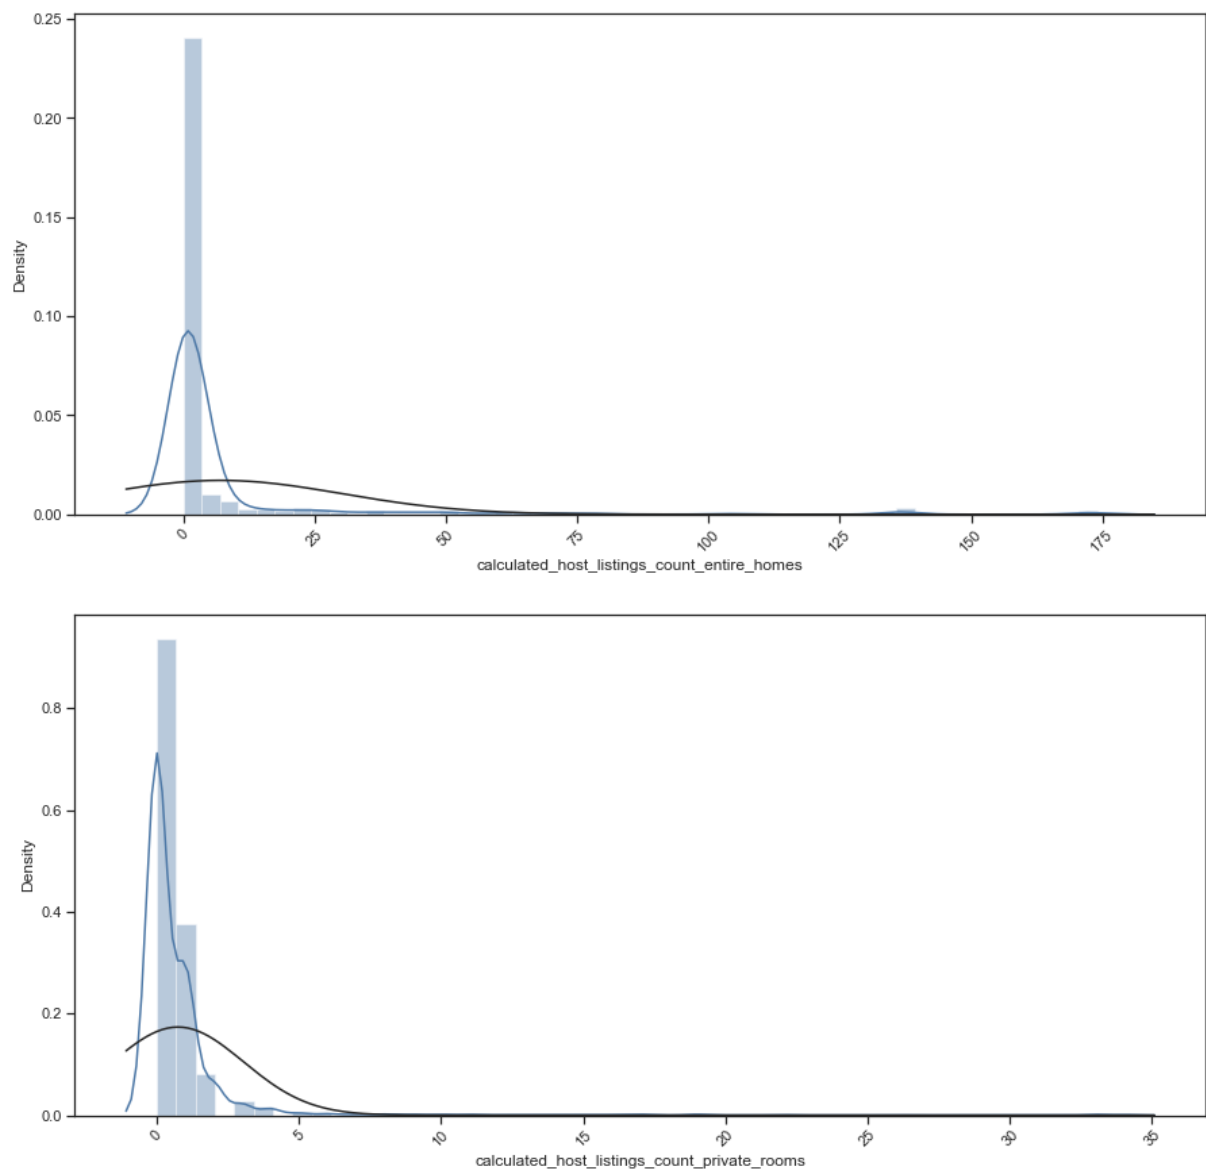 0.25
0.20
0.15
0.10
0.05
0.00
Density
0 25 50 75 100 125 150 175
calculated_host_listings_count_entire_homes
0.8
0.6
0.4
0.2
0.0
Density
0 5 10 15 20 25 30 35
calculated_host_listings_count_private_rooms